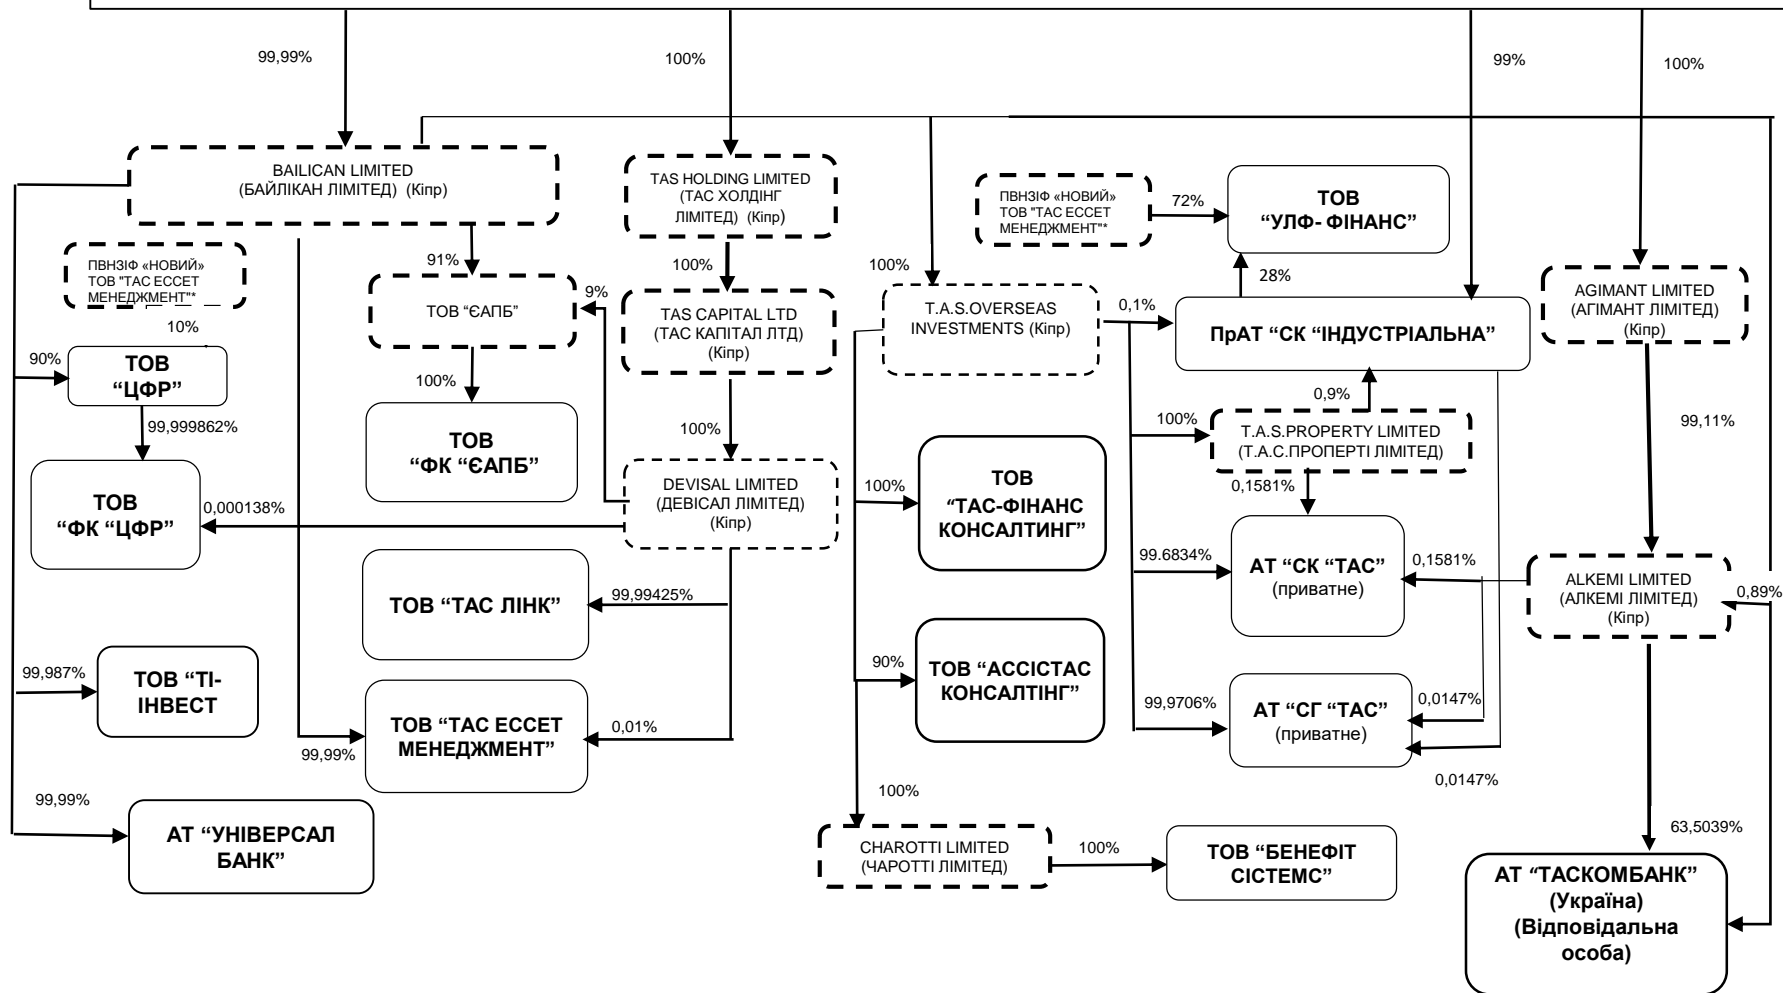 99,99%
100%
99%
100%
BAILICAN LIMITED
(БАЙЛІКАН ЛІМІТЕД) (Кіпр)
TAS HOLDING LIMITED
(ТАС ХОЛДІНГ
ЛІМІТЕД) (Кіпр)
ПВНЗІФ «НОВИЙ»
ТОВ "ТАС ЕССЕТ
МЕНЕДЖМЕНТ"*
72%
ТОВ
“УЛФ- ФІНАНС”
ПВНЗІФ «НОВИЙ»
ТОВ "ТАС ЕССЕТ
МЕНЕДЖМЕНТ"*
91%
100%
100%
28%
9%
ТОВ “ЄАПБ”
TAS CAPITAL LTD
(ТАС КАПІТАЛ ЛТД)
(Кіпр)
T.A.S.OVERSEAS
INVESTMENTS (Кіпр)
0,1%
ПрАТ “СК “ІНДУСТРІАЛЬНА”
AGIMANT LIMITED
(АГІМАНТ ЛІМІТЕД)
(Кіпр)
10%
90%
ТОВ
“ЦФР”
100%
0,9%
99,999862%
100%
100%
T.A.S.PROPERTY LIMITED
(Т.А.С.ПРОПЕРТІ ЛІМІТЕД)
99,11%
ТОВ
“ФК “ЄАПБ”
ТОВ
“ФК “ЦФР”
0,000138%
DEVISAL LIMITED
(ДЕВІСАЛ ЛІМІТЕД)
(Кіпр)
100%
ТОВ
“ТАС-ФІНАНС
КОНСАЛТИНГ”
0,1581%
99.6834%
АТ “СК “ТАС”
(приватне)
0,1581%
ALKEMI LIMITED
(АЛКЕМІ ЛІМІТЕД)
(Кіпр)
0,89%
ТОВ “ТАС ЛІНК”
99,99425%
99,987%
ТОВ “ТІ-
ІНВЕСТ
90%
ТОВ “АССІСТАС
КОНСАЛТІНГ”
99,9706%
АТ “СГ “ТАС”
(приватне)
0,0147%
ТОВ “ТАС ЕССЕТ
МЕНЕДЖМЕНТ”
0,01%
99,99%
0,0147%
99,99%
100%
АТ “УНІВЕРСАЛ
БАНК”
CHAROTTI LIMITED
(ЧАРОТТІ ЛІМІТЕД)
100%
ТОВ “БЕНЕФІТ
СІСТЕМС”
63,5039%
АТ “ТАСКОМБАНК”
(Україна)
(Відповідальна
особа)